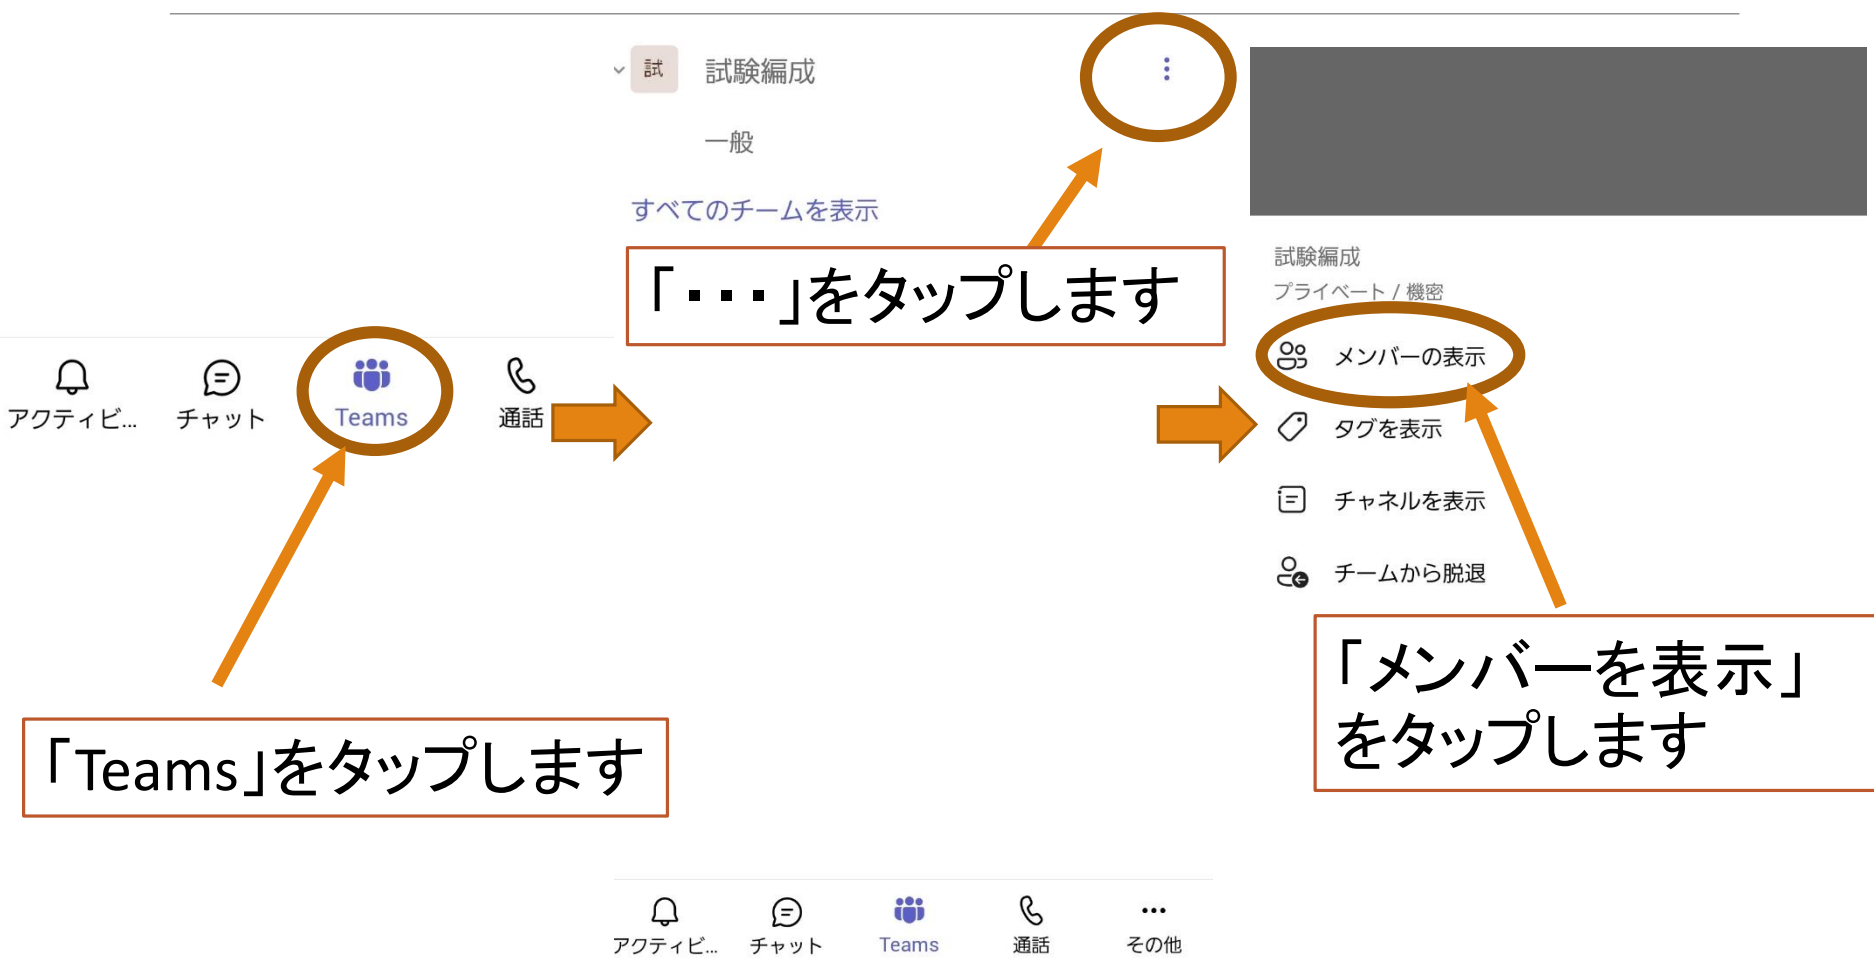 アクティビ...
チャット
Teams
通話
「Teams」をタップします
試
試験編成
一般
すべてのチームを表示
「・・・」をタップします
アクティビ...
チャット
Teams
通話
その他
試験編成
プライベート / 機密
メンバーの表示
タグを表示
チャネルを表示
チームから脱退
「メンバーを表示」
をタップします